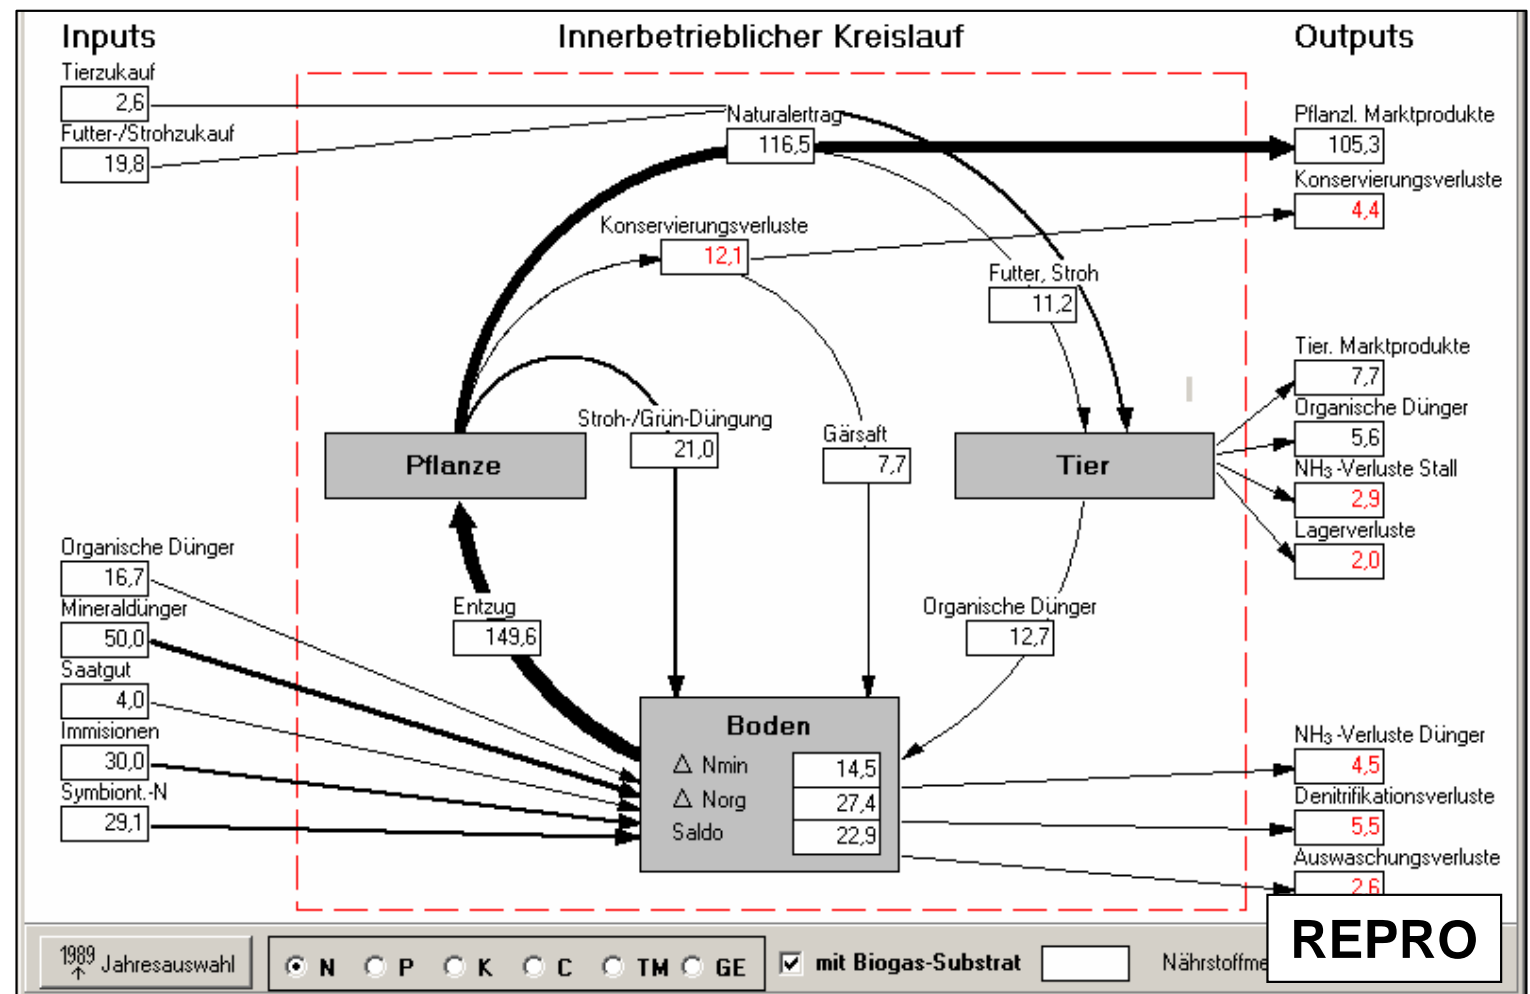 Inputs
Innerbetrieblicher Kreislauf
Outputs
Tierzukauf
2,6
Futter-/Strohzukauf
19,8
Naturalertrag
116,5
Pflanzl. Marktprodukte
105,3
Konservierungsverluste
4,4
Konservierungsverluste
12,1
Futter, Stroh
11,2
Tier. Marktprodukte
7,7
Organische Dünger
5,6
NH₃-Verluste Stall
2,9
Lagerverluste
2,0
Stroh-/Grün-Düngung
21,0
Gärsaft
7,7
Pflanze
Tier
Organische Dünger
16,7
Mineraldünger
50,0
Saatgut
4,0
Immisionen
30,0
Symbiont.-N
29,1
Entzug
149,6
Organische Dünger
12,7
Boden
△ Nmin 14,5
△ Norg 27,4
Saldo 22,9
NH₃-Verluste Dünger
4,5
Denitrifikationsverluste
5,5
Auswaschungsverluste
2,6
1989 Jahresauswahl
N P K C TM GE
mit Biogas-Substrat
Nährstoffme
REPRO